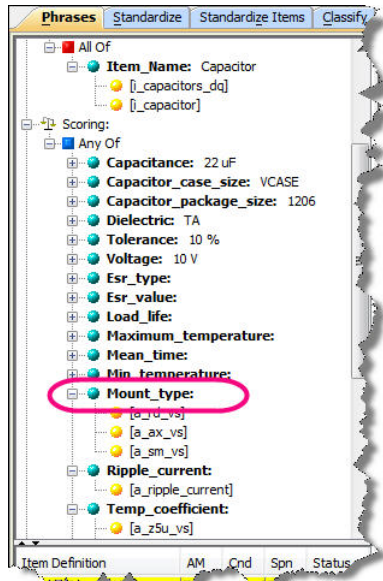 Phrases Standardize Standardize Items Classify
All Of
Item_Name: Capacitor
[i_capacitors_dq]
[i_capacitor]
Scoring:
Any Of
Capacitance: 22 uF
Capacitor_case_size: VCASE
Capacitor_package_size: 1206
Dielectric: TA
Tolerance: 10 %
Voltage: 10 V
Esr_type:
Esr_value:
Load_life:
Maximum_temperature:
Mean_time:
Min_temperature:
Mount_type:
[a_rd_vs]
[a_ax_vs]
[a_sm_vs]
Ripple_current:
[a_ripple_current]
Temp_coefficient:
[a_z5u_vs]
Item Definition AM Cnd Spn Status